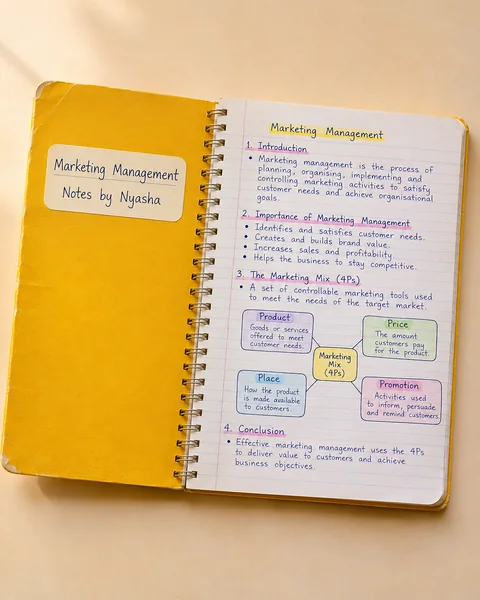 Marketing Management
Notes by Nyasha
Marketing Management
1. Introduction
• Marketing management is the process of
planning, organising, implementing and
controlling marketing activities to satisfy
customer needs and achieve organisational
goals.
2. Importance of Marketing Management
• Identifies and satisfies customer needs.
• Creates and builds brand value.
• Increases sales and profitability.
• Helps the business to stay competitive.
3. The Marketing Mix (4Ps)
• A set of controllable marketing tools used
to meet the needs of the target market.
Product
Goods or services
offered to meet
customer needs.
Price
The amount
customers pay
for the product.
Marketing
Mix
(4Ps)
Place
How the product
is made available
to customers.
Promotion
Activities used
to inform, persuade
and remind customers.
4. Conclusion
• Effective marketing management uses the 4Ps
to deliver value to customers and achieve
business objectives.